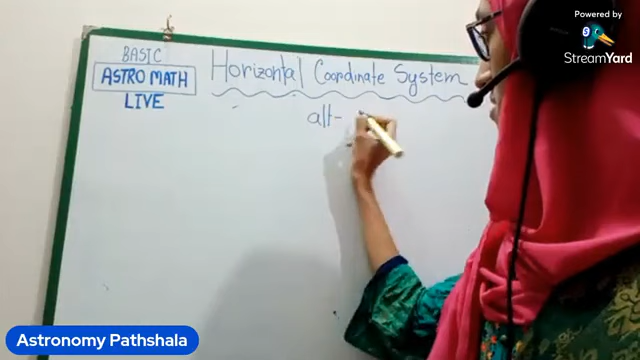 Powered by
StreamYard
BASIC
ASTRO MATH
LIVE
Horizontal Coordinate System
alt-
Astronomy Pathshala